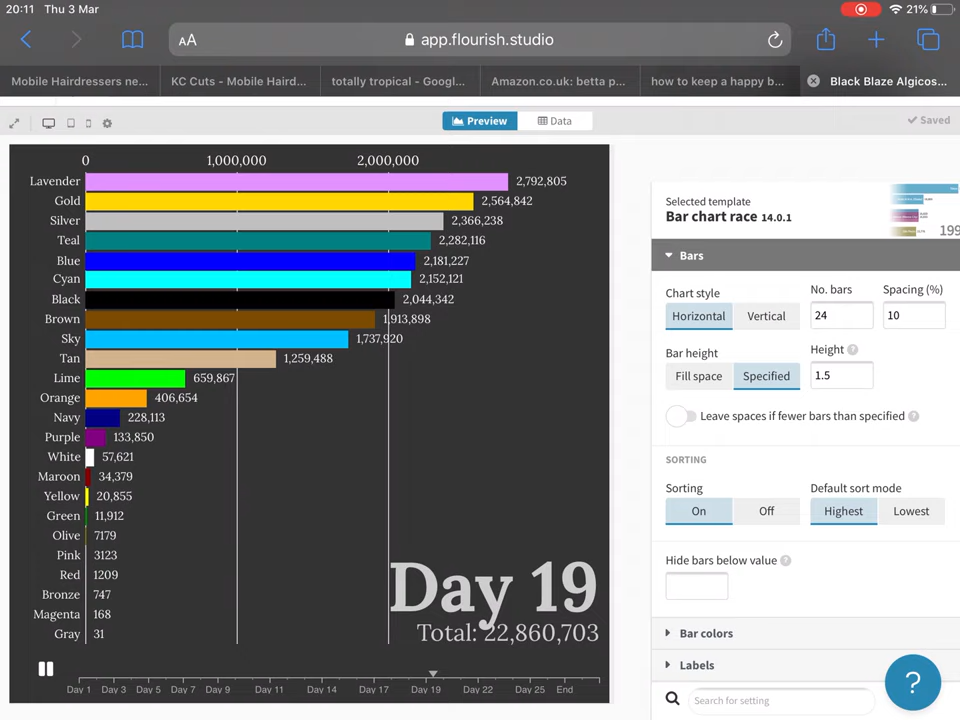 20:11 Thu 3 Mar 21%
AA app.flourish.studio
Mobile Hairdressers ne... KC Cuts - Mobile Haird... totally tropical - Googl... Amazon.co.uk: betta p... how to keep a happy b... Black Blaze Algicos...
Preview Data Saved
0 1,000,000 2,000,000
Lavender 2,792,805
Gold 2,564,842
Silver 2,366,238
Teal 2,282,116
Blue 2,181,227
Cyan 2,152,121
Black 2,044,342
Brown 1,913,898
Sky 1,737,920
Tan 1,259,488
Lime 659,867
Orange 406,654
Navy 228,113
Purple 133,850
White 57,621
Maroon 34,379
Yellow 20,855
Green 11,912
Olive 7179
Pink 3123
Red 1209
Bronze 747
Magenta 168
Gray 31
Day 19
Total: 22,860,703
Day 1 Day 3 Day 5 Day 7 Day 9 Day 11 Day 14 Day 17 Day 19 Day 22 Day 25 End
Selected template
Bar chart race 14.0.1
199
Bars
Chart style No. bars Spacing (%)
Horizontal Vertical 24 10
Bar height Height ?
Fill space Specified 1.5
Leave spaces if fewer bars than specified ?
SORTING
Sorting Default sort mode
On Off Highest Lowest
Hide bars below value ?
Bar colors
Labels
Search for setting
?